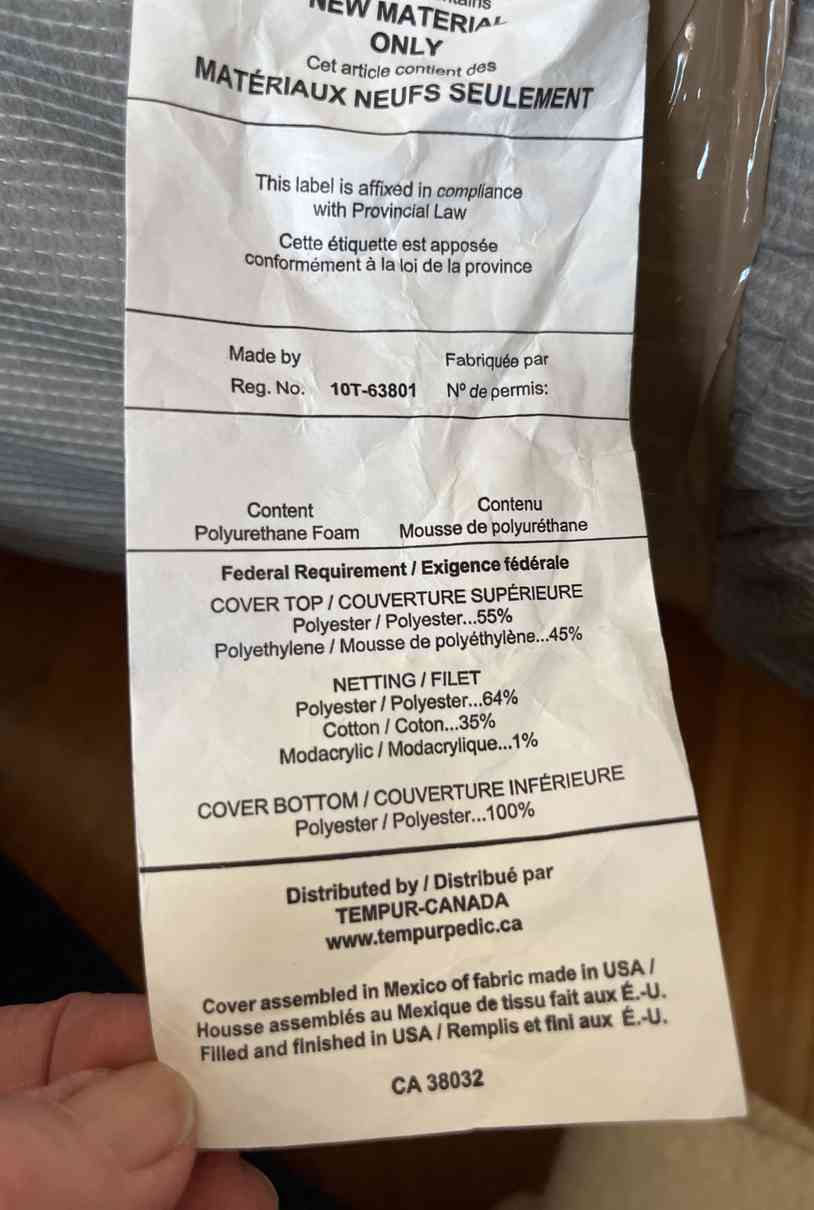 NEW MATERIAL
ONLY
Cet article contient des
MATÉRIAUX NEUFS SEULEMENT
This label is affixed in compliance
with Provincial Law
Cette étiquette est apposée
conformément à la loi de la province
Made by Fabriquée par
Reg. No. 10T-63801 Nº de permis:
Content Contenu
Polyurethane Foam Mousse de polyuréthane
Federal Requirement / Exigence fédérale
COVER TOP / COUVERTURE SUPÉRIEURE
Polyester / Polyester...55%
Polyethylene / Mousse de polyéthylène...45%
NETTING / FILET
Polyester / Polyester...64%
Cotton / Coton...35%
Modacrylic / Modacrylique...1%
COVER BOTTOM / COUVERTURE INFÉRIEURE
Polyester / Polyester...100%
Distributed by / Distribué par
TEMPUR-CANADA
www.tempurpedic.ca
Cover assembled in Mexico of fabric made in USA /
Housse assemblés au Mexique de tissu fait aux É.-U.
Filled and finished in USA / Remplis et fini aux É.-U.
CA 38032